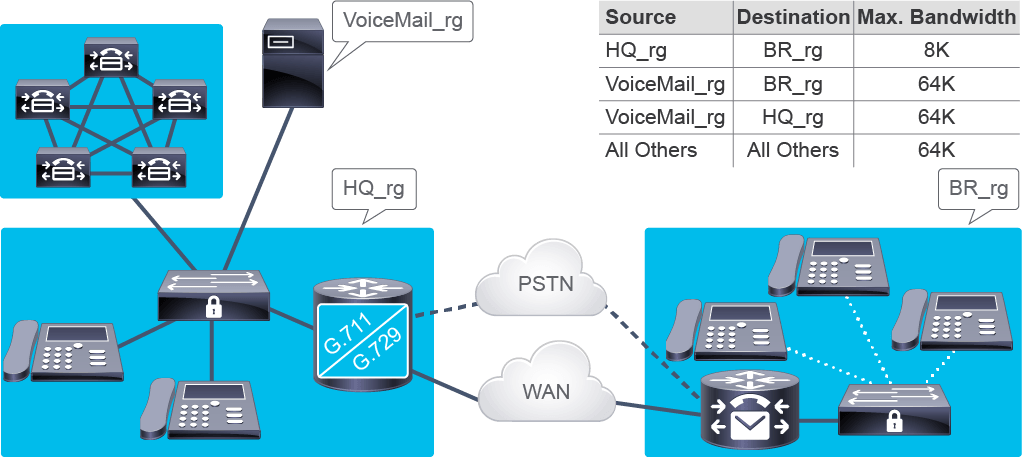 VoiceMail_rg
Source Destination Max. Bandwidth
HQ_rg BR_rg 8K
VoiceMail_rg BR_rg 64K
VoiceMail_rg HQ_rg 64K
All Others All Others 64K
HQ_rg
BR_rg
PSTN
G.711
G.729
WAN